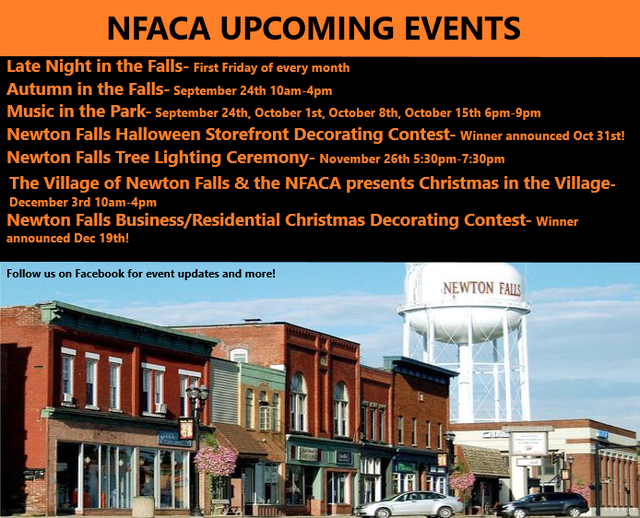 NFACA UPCOMING EVENTS
Late Night in the Falls- First Friday of every month
Autumn in the Falls- September 24th 10am-4pm
Music in the Park- September 24th, October 1st, October 8th, October 15th 6pm-9pm
Newton Falls Halloween Storefront Decorating Contest- Winner announced Oct 31st!
Newton Falls Tree Lighting Ceremony- November 26th 5:30pm-7:30pm
The Village of Newton Falls & the NFACA presents Christmas in the Village-
December 3rd 10am-4pm
Newton Falls Business/Residential Christmas Decorating Contest- Winner
announced Dec 19th!
Follow us on Facebook for event updates and more!
NEWTON FALLS